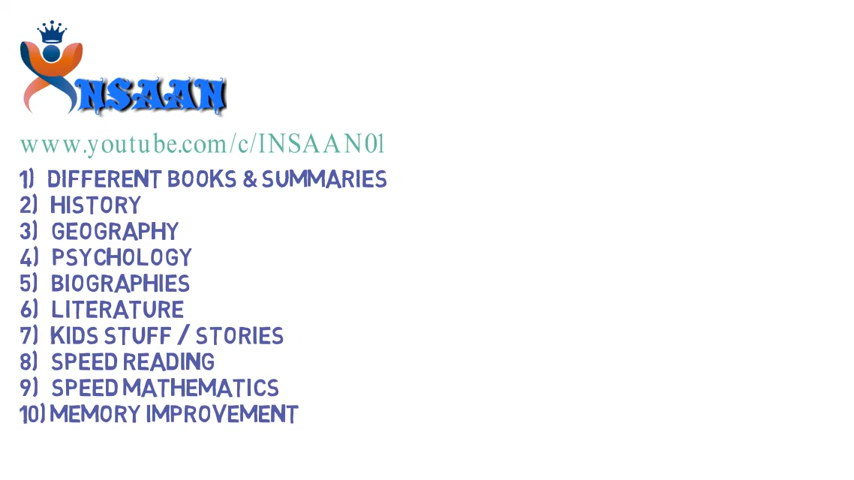 NSAAN
www.youtube.com/c/INSAAN01
1) DIFFERENT BOOKS & SUMMARIES
2) HISTORY
3) GEOGRAPHY
4) PSYCHOLOGY
5) BIOGRAPHIES
6) LITERATURE
7) KIDS STUFF / STORIES
8) SPEED READING
9) SPEED MATHEMATICS
10) MEMORY IMPROVEMENT